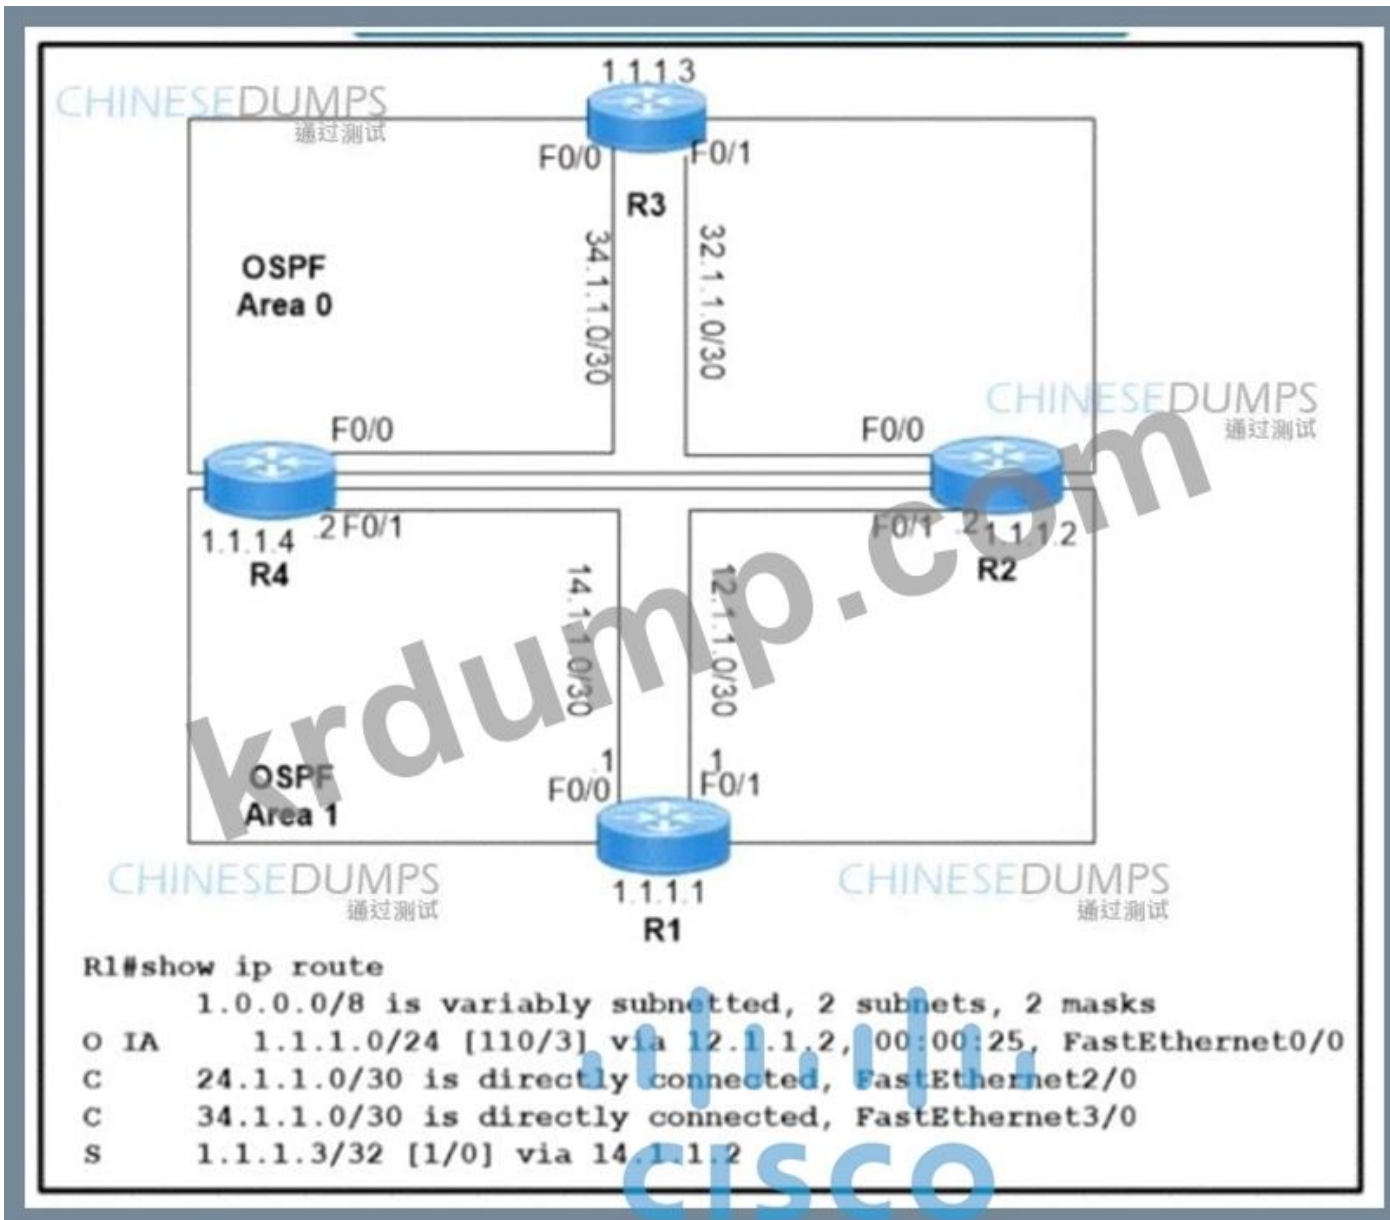 1.1.1.3
CHINESEDUMPS
通过测试
F0/0
F0/1
R3
34.1.1.0/30
32.1.1.0/30
OSPF
Area 0
CHINESEDUMPS
通过测试
F0/0
F0/0
.2 F0/1
F0/1 .2
1.1.1.4
R4
1.1.1.2
R2
14.1.1.0/30
12.1.1.0/30
krdump.com
OSPF
Area 1
.1
F0/0
.1
F0/1
CHINESEDUMPS
通过测试
CHINESEDUMPS
通过测试
1.1.1.1
R1
R1#show ip route
1.0.0.0/8 is variably subnetted, 2 subnets, 2 masks
O IA 1.1.1.0/24 [110/3] via 12.1.1.2, 00:00:25, FastEthernet0/0
C 24.1.1.0/30 is directly connected, FastEthernet2/0
C 34.1.1.0/30 is directly connected, FastEthernet3/0
S 1.1.1.3/32 [1/0] via 14.1.1.2
CISCO